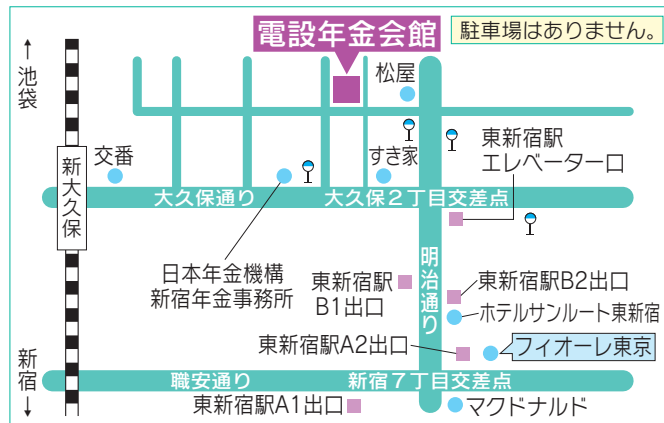 電設年金会館
駐車場はありません。
↑
池袋
松屋
交番
すき家
東新宿駅
エレベーター口
新大久保
大久保通り
大久保2丁目交差点
日本年金機構
新宿年金事務所
東新宿駅
B1出口
明治通り
東新宿駅B2出口
ホテルサンルート東新宿
東新宿駅A2出口
フィオーレ東京
新宿
↓
職安通り
新宿7丁目交差点
東新宿駅A1出口
マクドナルド